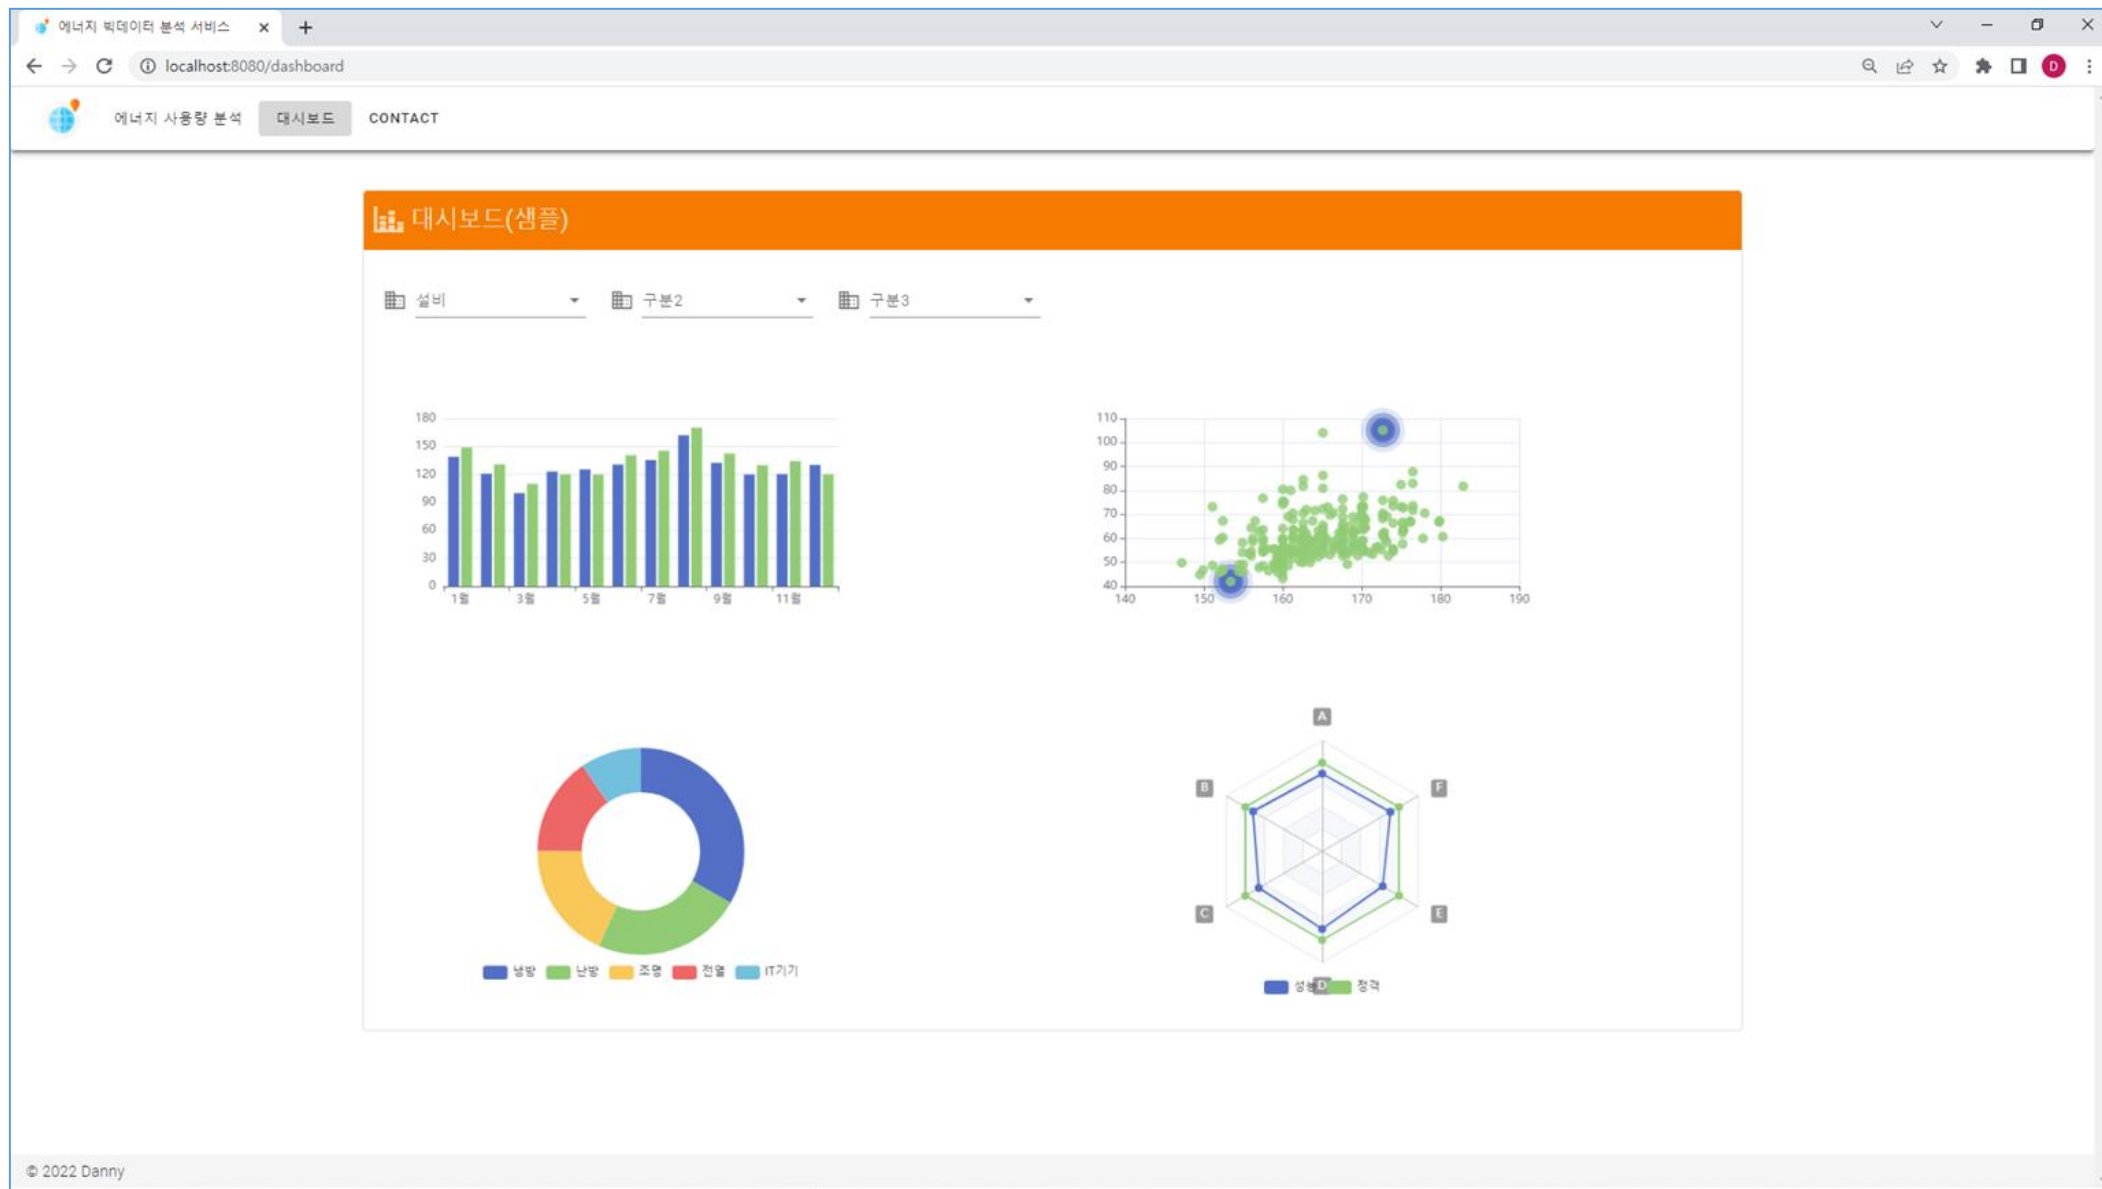 에너지 빅데이터 분석 서비스
localhost:8080/dashboard
D
에너지 사용량 분석 대시보드 CONTACT
대시보드(샘플)
설비 구분2 구분3
180
150
120
90
60
30
0
1월 3월 5월 7월 9월 11월
110
100
90
80
70
60
50
40
140 150 160 170 180 190
냉방 난방 조명 전열 IT기기
A
B F
C E
D
성능 정격
© 2022 Danny